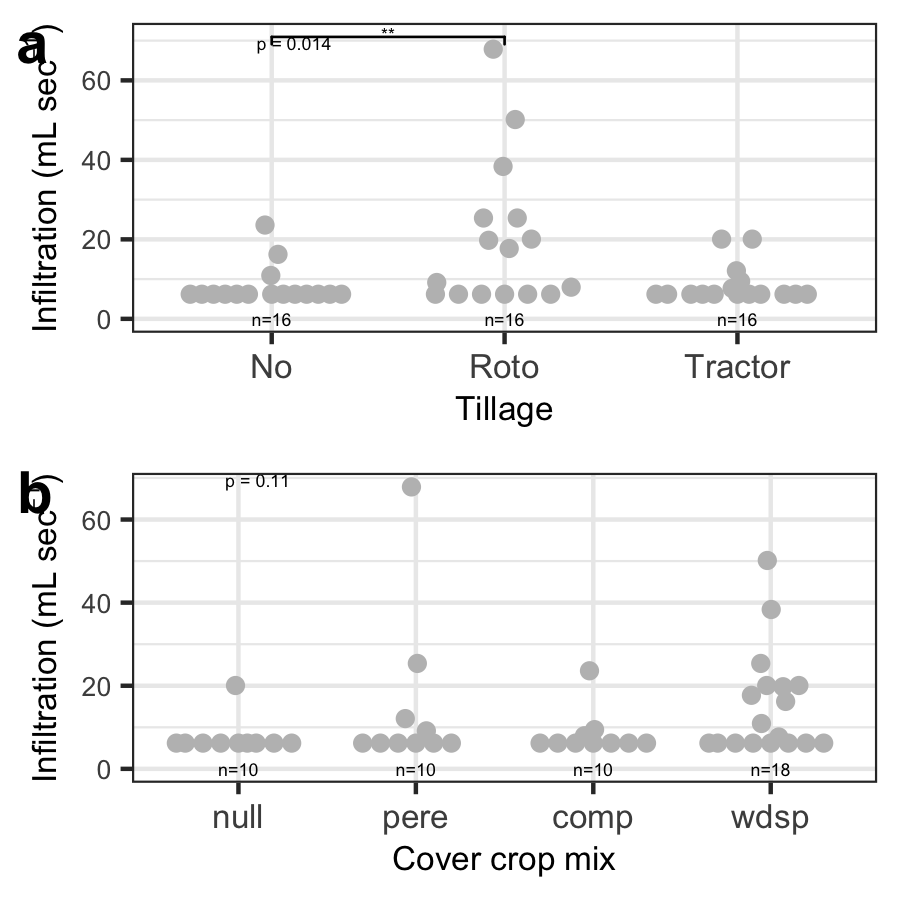 a
Infiltration (mL sec⁻¹)
60
40
20
0
**
p = 0.014
n=16
n=16
n=16
No
Roto
Tractor
Tillage
b
Infiltration (mL sec⁻¹)
60
40
20
0
p = 0.11
n=10
n=10
n=10
n=18
null
pere
comp
wdsp
Cover crop mix